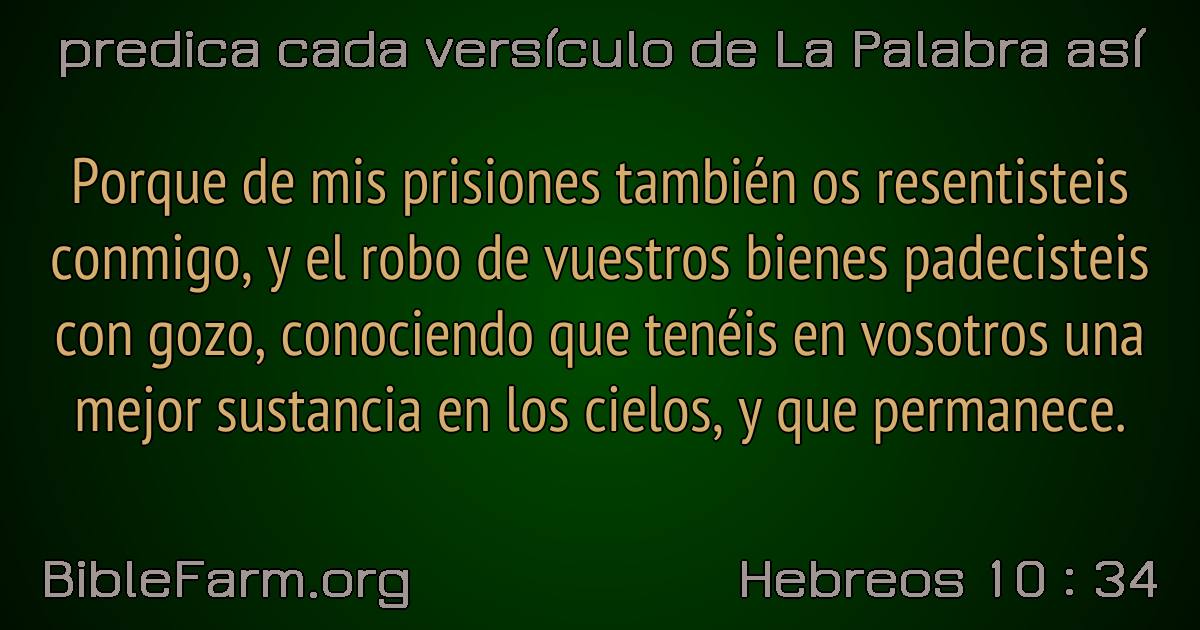 predica cada versículo de La Palabra así
Porque de mis prisiones también os resentisteis
conmigo, y el robo de vuestros bienes padecisteis
con gozo, conociendo que tenéis en vosotros una
mejor sustancia en los cielos, y que permanece.
BibleFarm.org
Hebreos 10 : 34